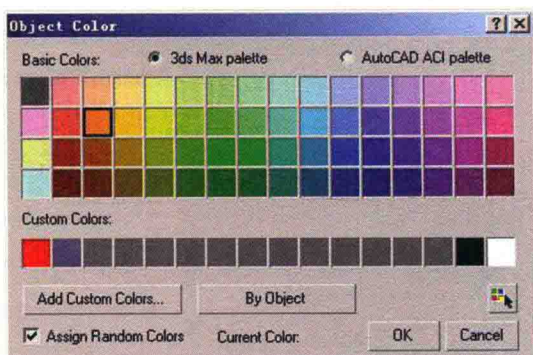 Object Color
Basic Colors: 3ds Max palette AutoCAD ACI palette
Custom Colors:
Add Custom Colors... By Object
Assign Random Colors Current Color: OK Cancel